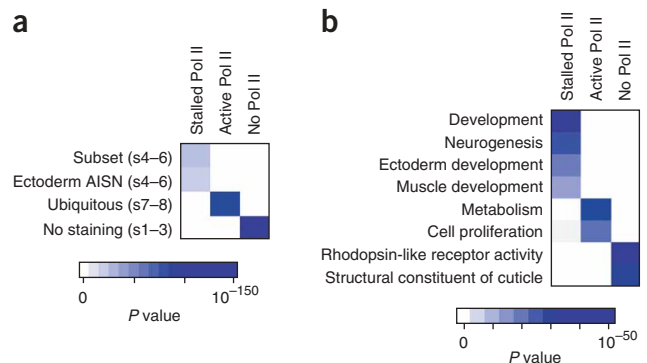 a
Stalled Pol II
Active Pol II
No Pol II
Subset (s4–6)
Ectoderm AISN (s4–6)
Ubiquitous (s7–8)
No staining (s1–3)
0
10–150
P value
b
Stalled Pol II
Active Pol II
No Pol II
Development
Neurogenesis
Ectoderm development
Muscle development
Metabolism
Cell proliferation
Rhodopsin-like receptor activity
Structural constituent of cuticle
0
10–50
P value